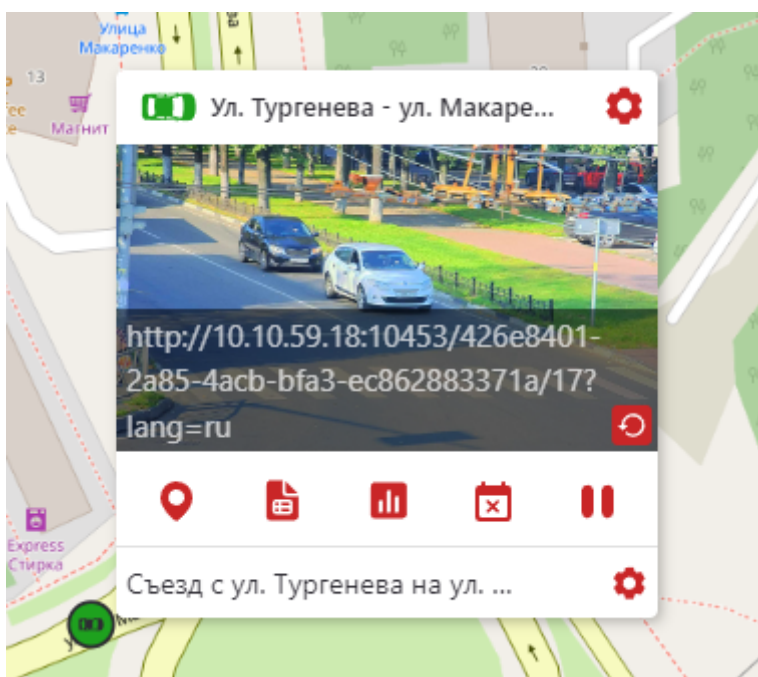 Улица
Макаренко
13
Магнит
Ул. Тургенева - ул. Макаре...
http://10.10.59.18:10453/426e8401-
2a85-4acb-bfa3-ec862883371a/17?
lang=ru
Express
Стирка
Съезд с ул. Тургенева на ул. ...